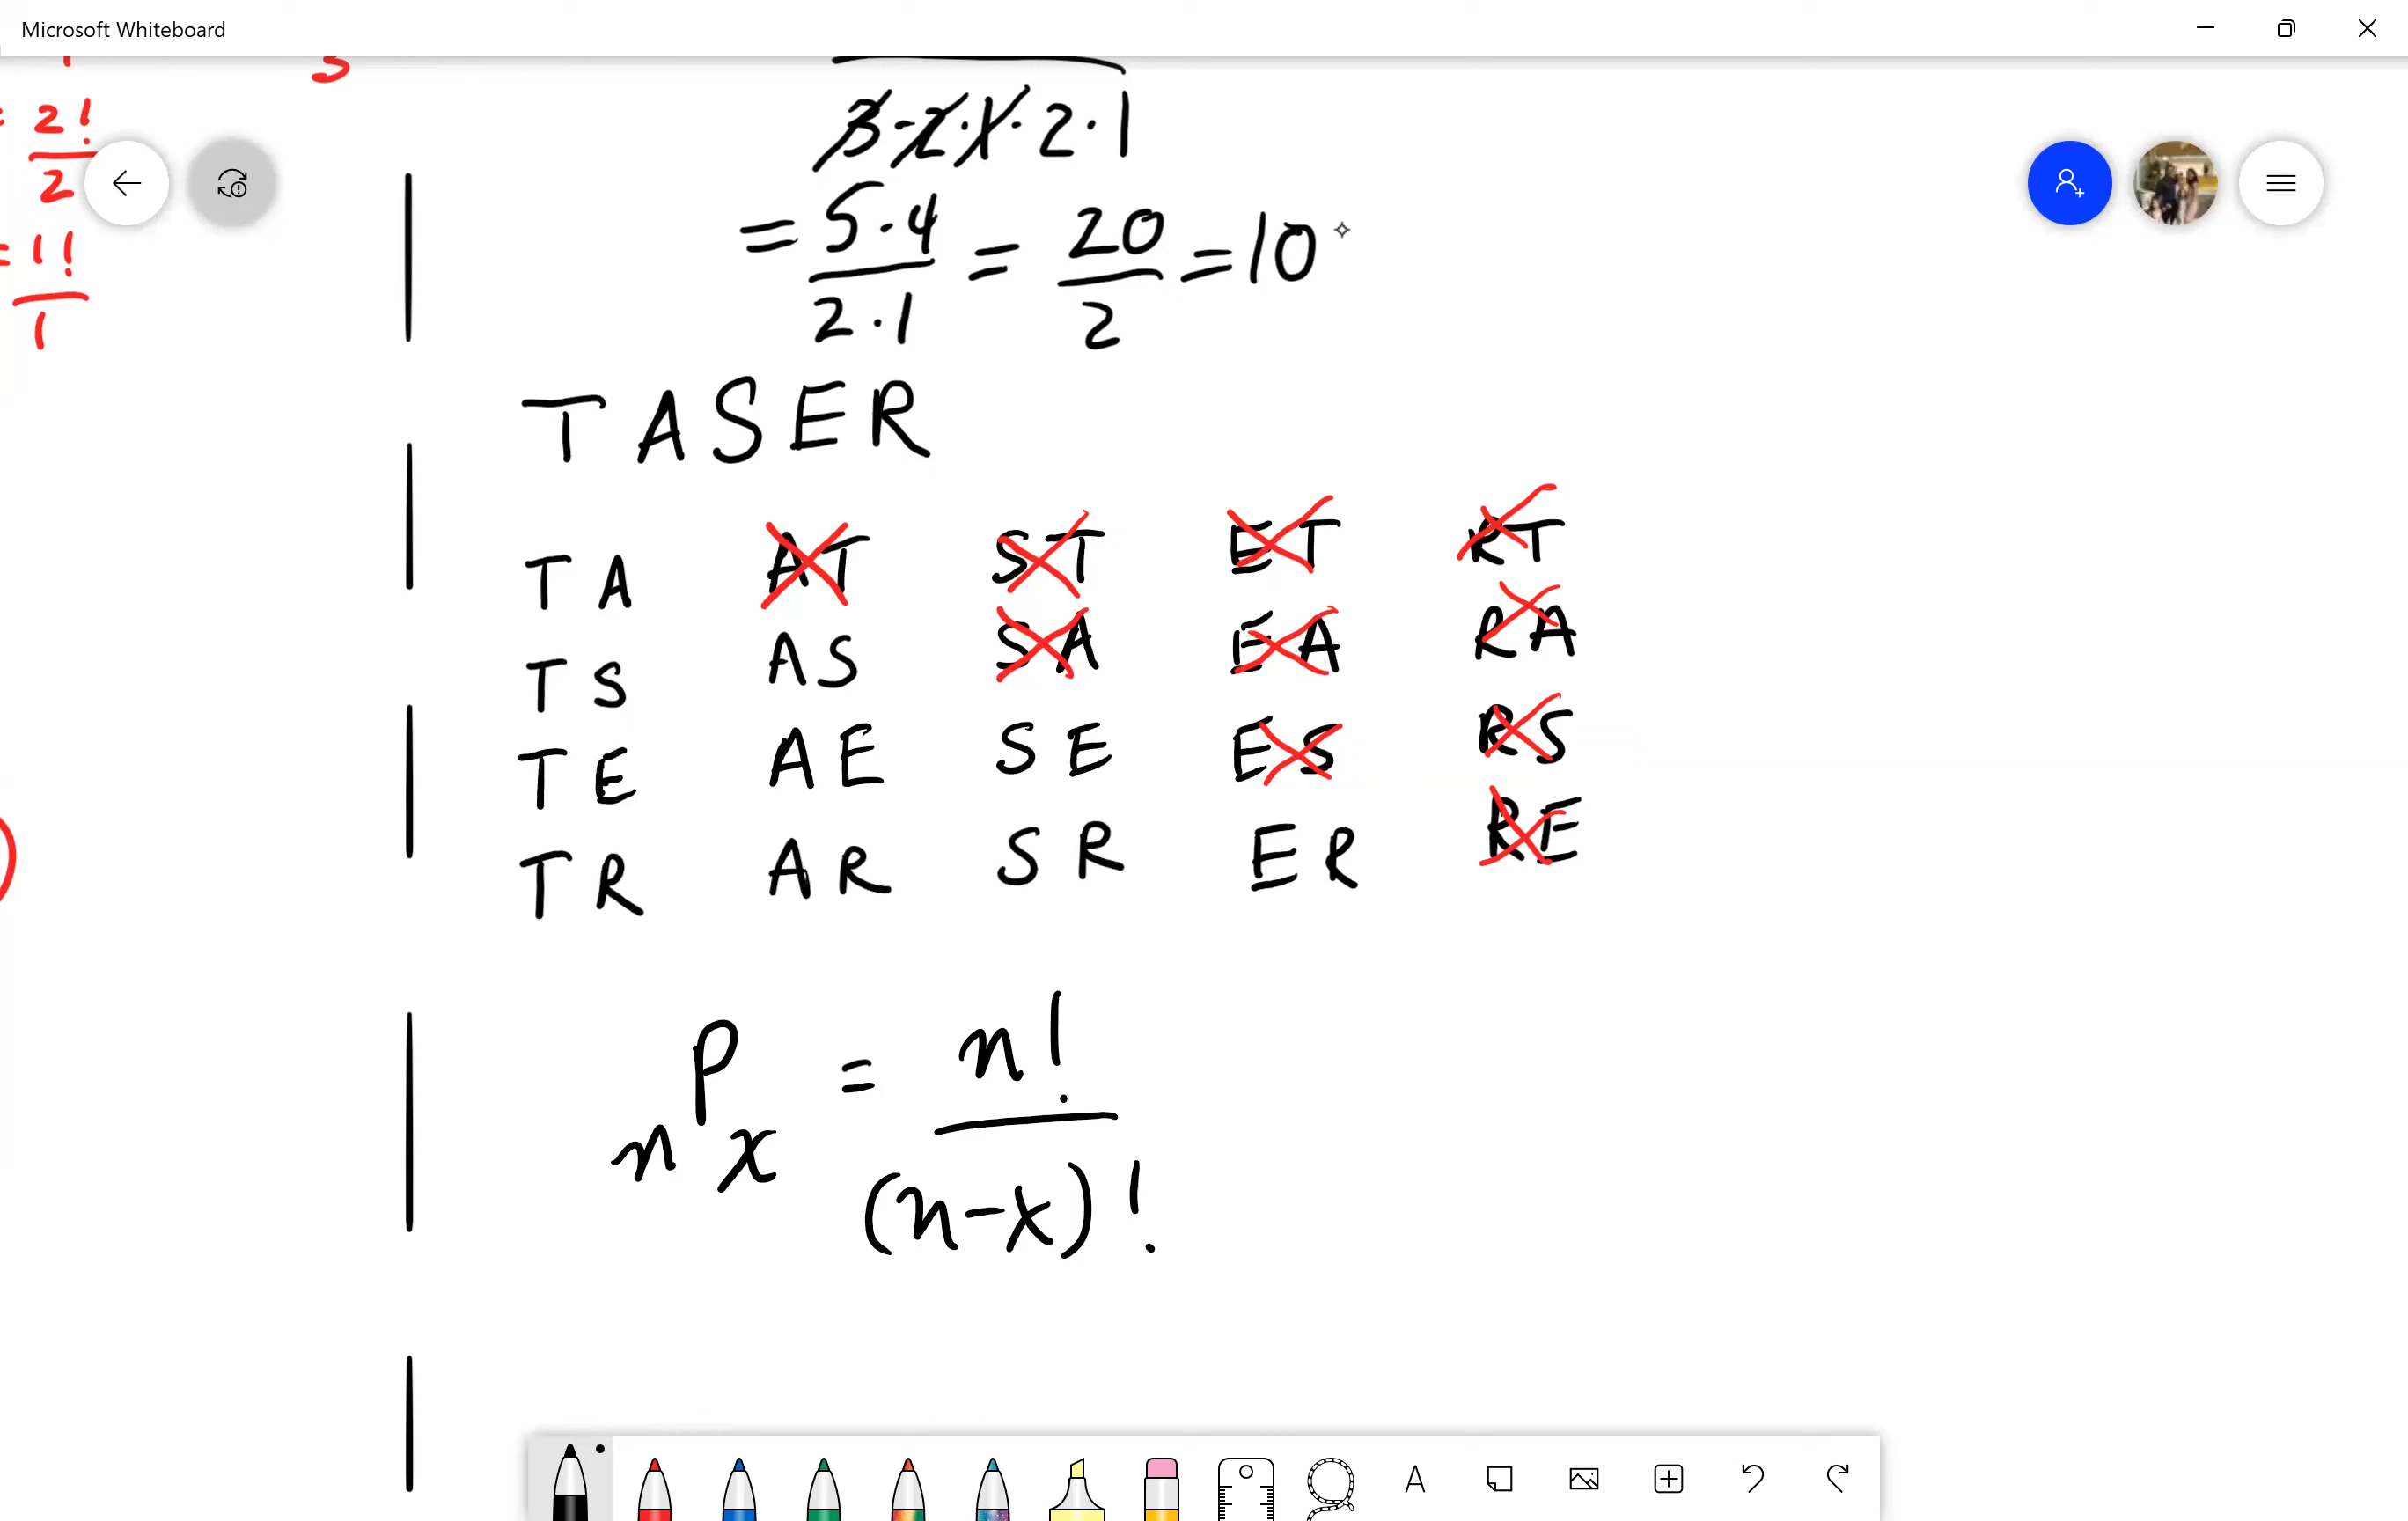 Microsoft Whiteboard
= 2!
2
= 1!
1
3·2·1·2·1
= 5·4 = 20 = 10
2·1 2
TASER
TA AT ST ET RT
TS AS SA EA RA
TE AE SE ES RS
TR AR SR ER RE
nPx = n!
(n-x)!